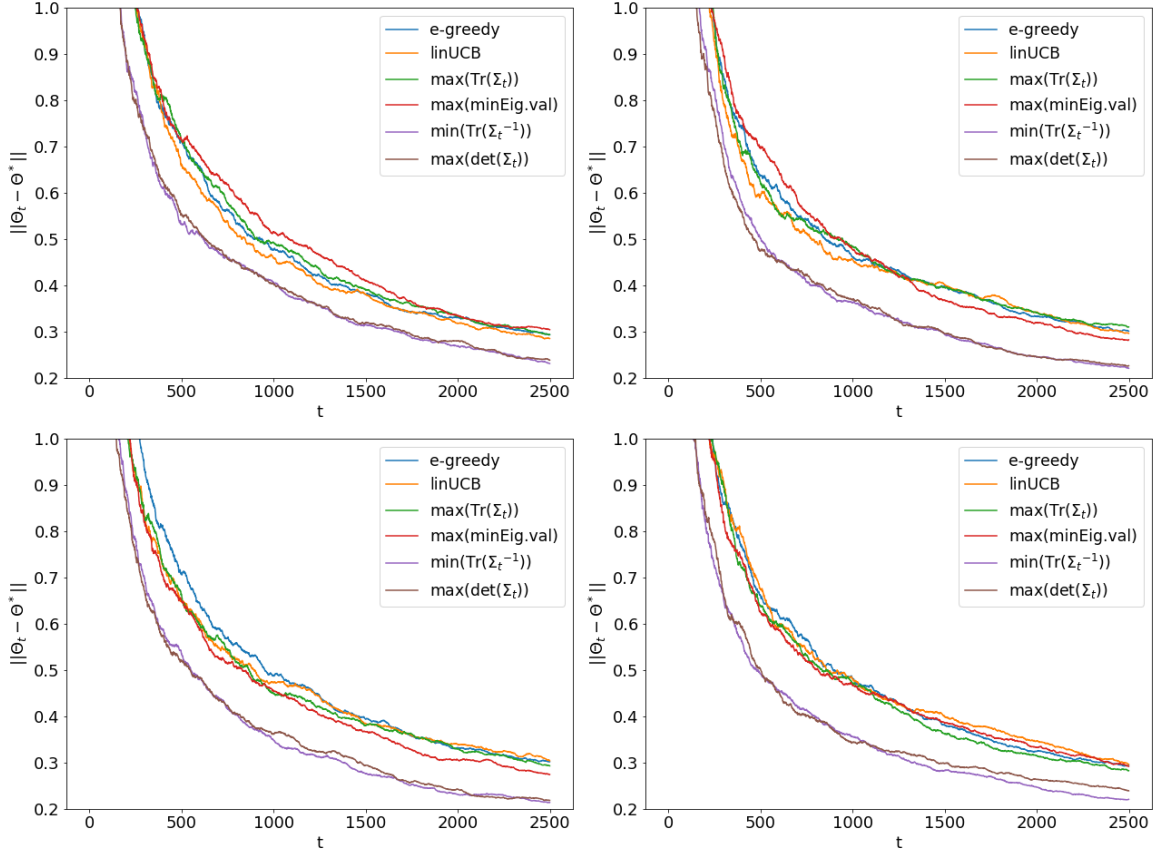 1.0
0.9
0.8
0.7
0.6
0.5
0.4
0.3
0.2
||Θt − Θ*||
0 500 1000 1500 2000 2500
t
e-greedy
linUCB
max(Tr(Σt))
max(minEig.val)
min(Tr(Σt⁻¹))
max(det(Σt))
1.0
0.9
0.8
0.7
0.6
0.5
0.4
0.3
0.2
||Θt − Θ*||
0 500 1000 1500 2000 2500
t
e-greedy
linUCB
max(Tr(Σt))
max(minEig.val)
min(Tr(Σt⁻¹))
max(det(Σt))
1.0
0.9
0.8
0.7
0.6
0.5
0.4
0.3
0.2
||Θt − Θ*||
0 500 1000 1500 2000 2500
t
e-greedy
linUCB
max(Tr(Σt))
max(minEig.val)
min(Tr(Σt⁻¹))
max(det(Σt))
1.0
0.9
0.8
0.7
0.6
0.5
0.4
0.3
0.2
||Θt − Θ*||
0 500 1000 1500 2000 2500
t
e-greedy
linUCB
max(Tr(Σt))
max(minEig.val)
min(Tr(Σt⁻¹))
max(det(Σt))